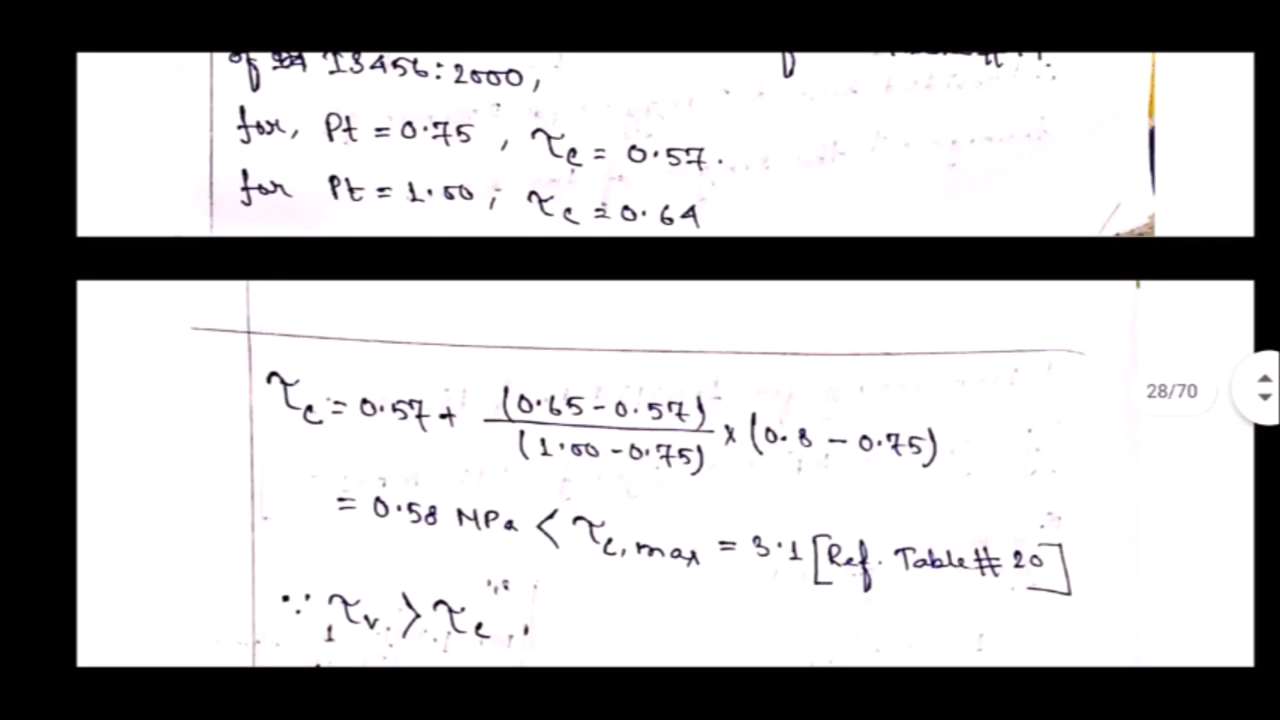 of IS456:2000,
for, Pt = 0.75 , τc = 0.57.
for Pt = 1.00 ; τc = 0.64
τc = 0.57 + (0.65 - 0.57) / (1.00 - 0.75) × (0.8 - 0.75)
28/70
= 0.58 MPa < τc, max = 3.1 [Ref. Table # 20]
∵ τv > τc .